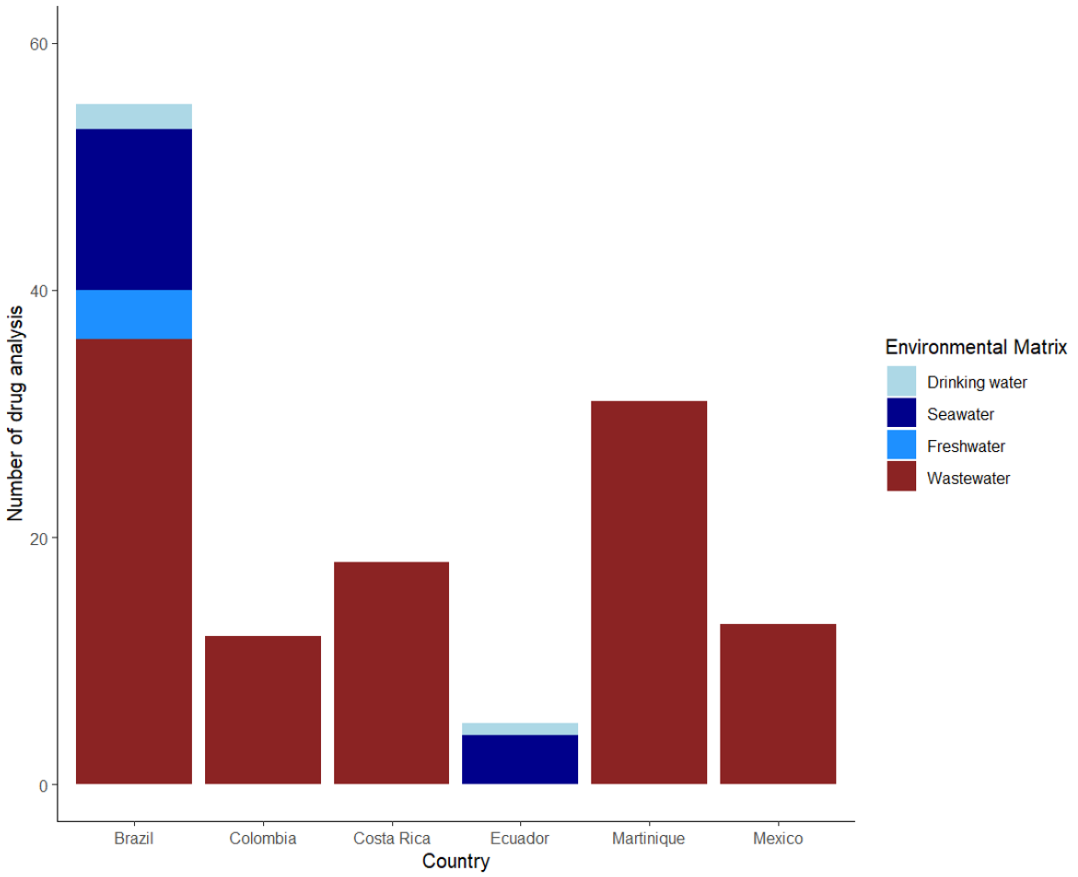 Number of drug analysis
60
40
20
0
Brazil
Colombia
Costa Rica
Ecuador
Martinique
Mexico
Country
Environmental Matrix
Drinking water
Seawater
Freshwater
Wastewater